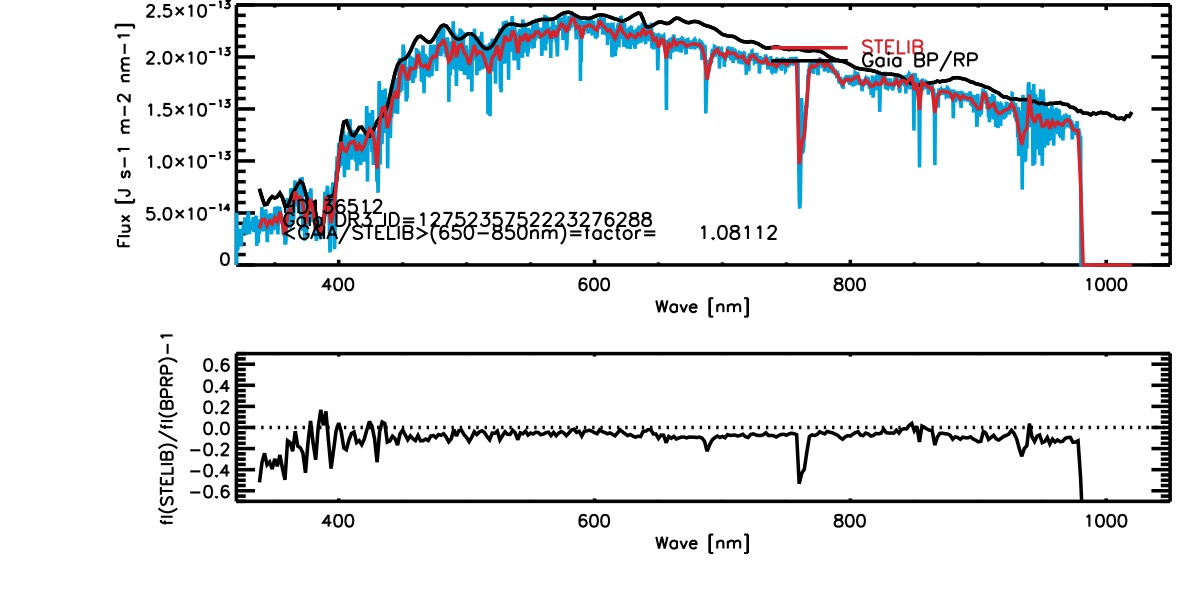 2.5×10−13
2.0×10−13
1.5×10−13
1.0×10−13
5.0×10−14
0
Flux [J s−1 m−2 nm−1]
STELIB
Gaia BP/RP
HD136512
Gaia DR3 ID=1275235752223276288
<GAIA/STELIB>(650−850nm)=factor= 1.08112
400 600 800 1000
Wave [nm]
fl(STELIB)/fl(BPRP)−1
0.6
0.4
0.2
0.0
−0.2
−0.4
−0.6
400 600 800 1000
Wave [nm]